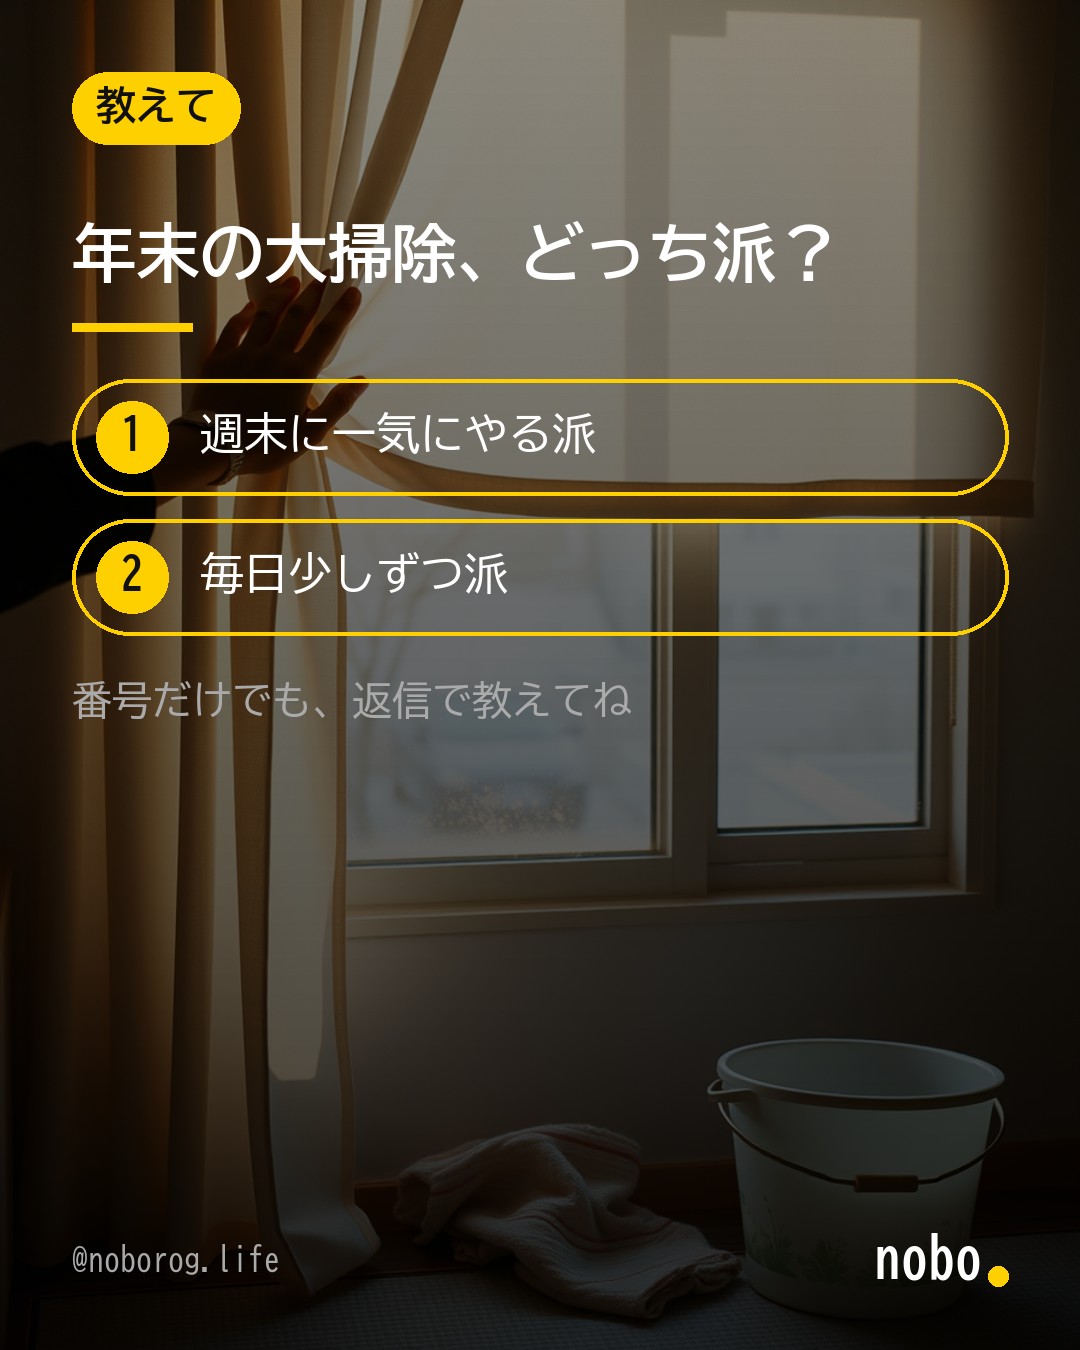 教えて
年末の大掃除、どっち派？
1 週末に一気にやる派
2 毎日少しずつ派
番号だけでも、返信で教えてね
@noborog.life
nobo.